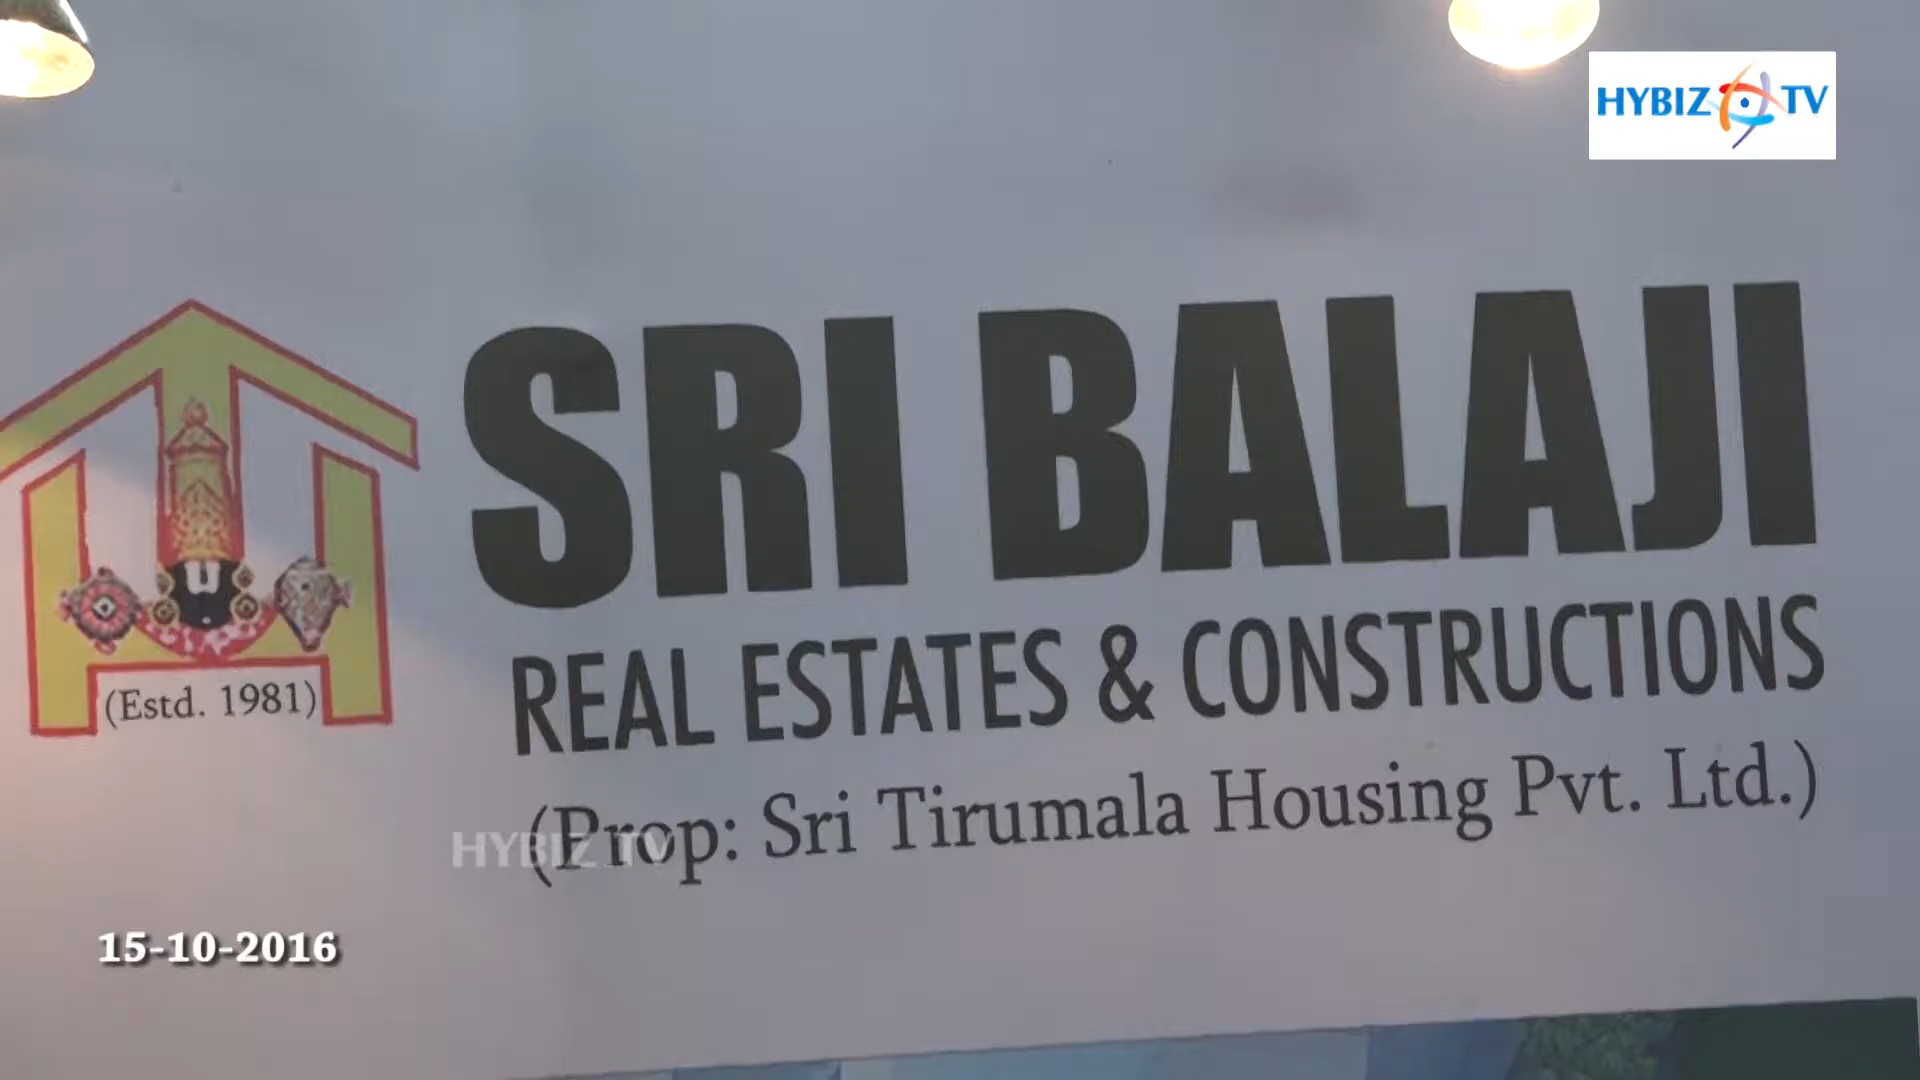 HYBIZ TV
SRI BALAJI
REAL ESTATES & CONSTRUCTIONS
(Estd. 1981)
(Prop: Sri Tirumala Housing Pvt. Ltd.)
HYBIZ TV
15-10-2016